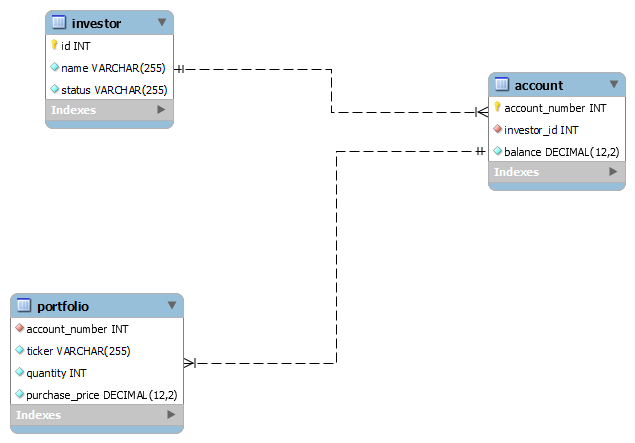 investor
id INT
name VARCHAR(255)
status VARCHAR(255)
Indexes
account
account_number INT
investor_id INT
balance DECIMAL(12,2)
Indexes
portfolio
account_number INT
ticker VARCHAR(255)
quantity INT
purchase_price DECIMAL(12,2)
Indexes